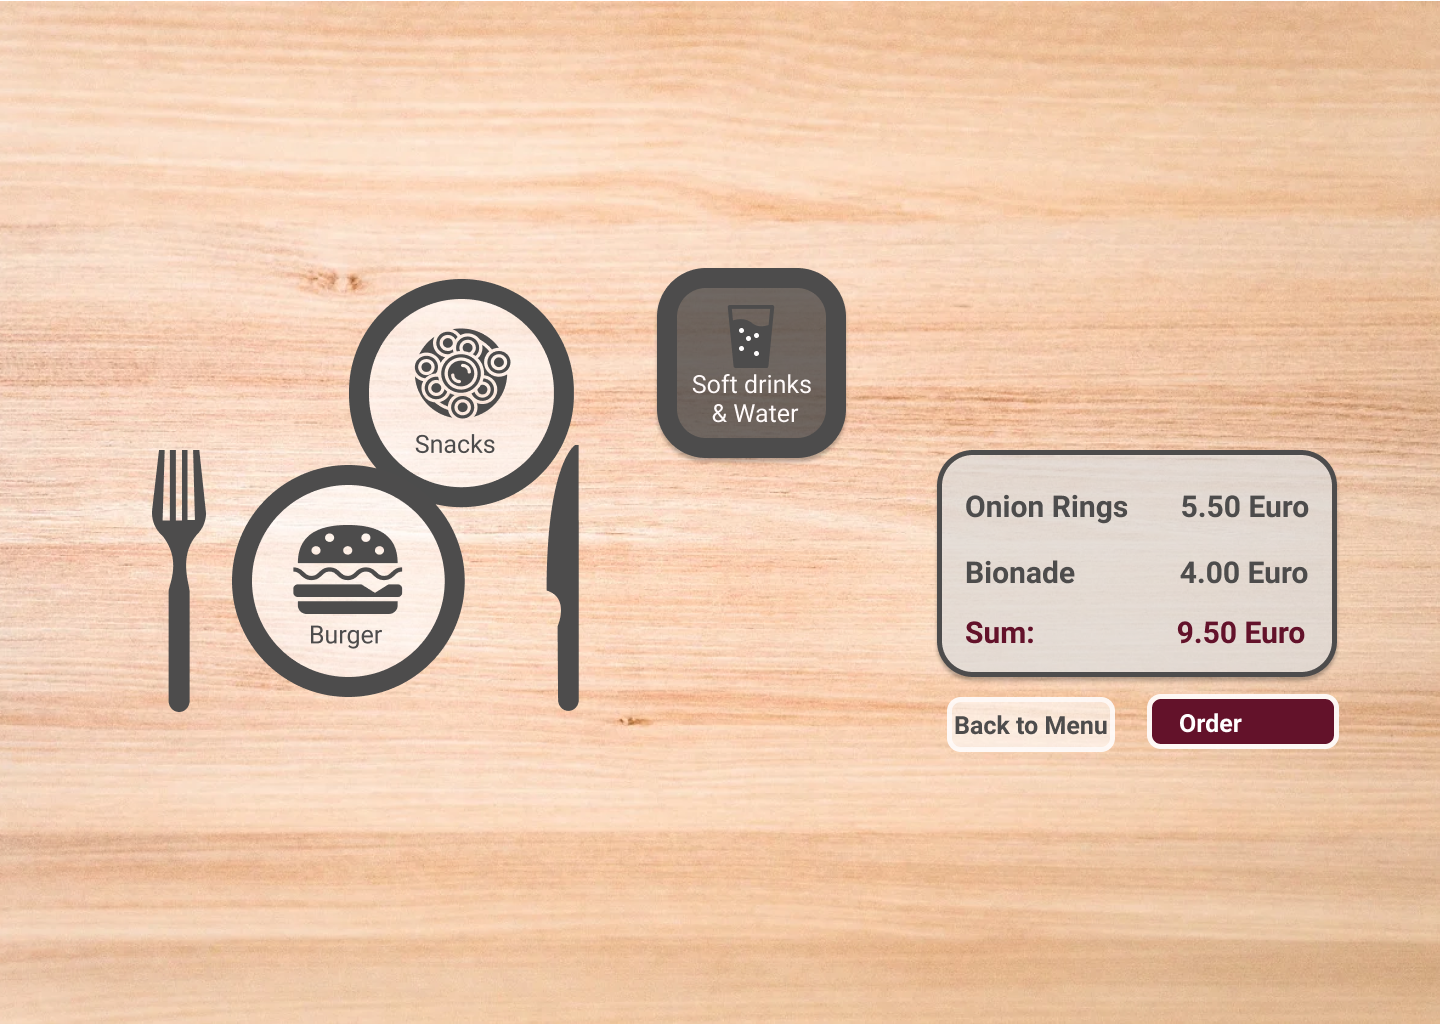 Soft drinks
& Water
Snacks
Burger
Onion Rings 5.50 Euro
Bionade 4.00 Euro
Sum: 9.50 Euro
Back to Menu
Order